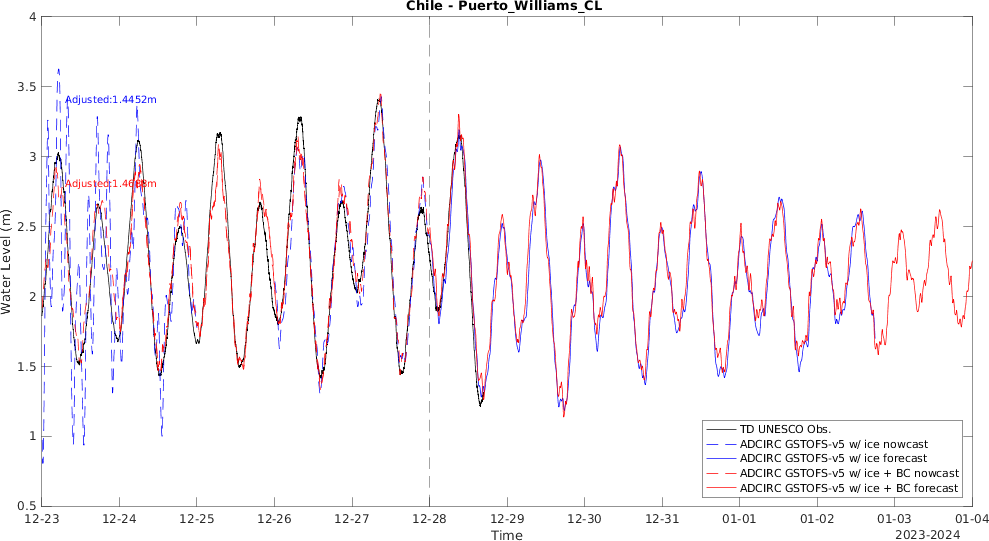 Chile - Puerto_Williams_CL
4
3.5
3
2.5
2
1.5
1
0.5
Water Level (m)
Adjusted:1.4452m
Adjusted:1.4668m
TD UNESCO Obs.
ADCIRC GSTOFS-v5 w/ ice nowcast
ADCIRC GSTOFS-v5 w/ ice forecast
ADCIRC GSTOFS-v5 w/ ice + BC nowcast
ADCIRC GSTOFS-v5 w/ ice + BC forecast
12-23 12-24 12-25 12-26 12-27 12-28 12-29 12-30 12-31 01-01 01-02 01-03 01-04
Time
2023-2024